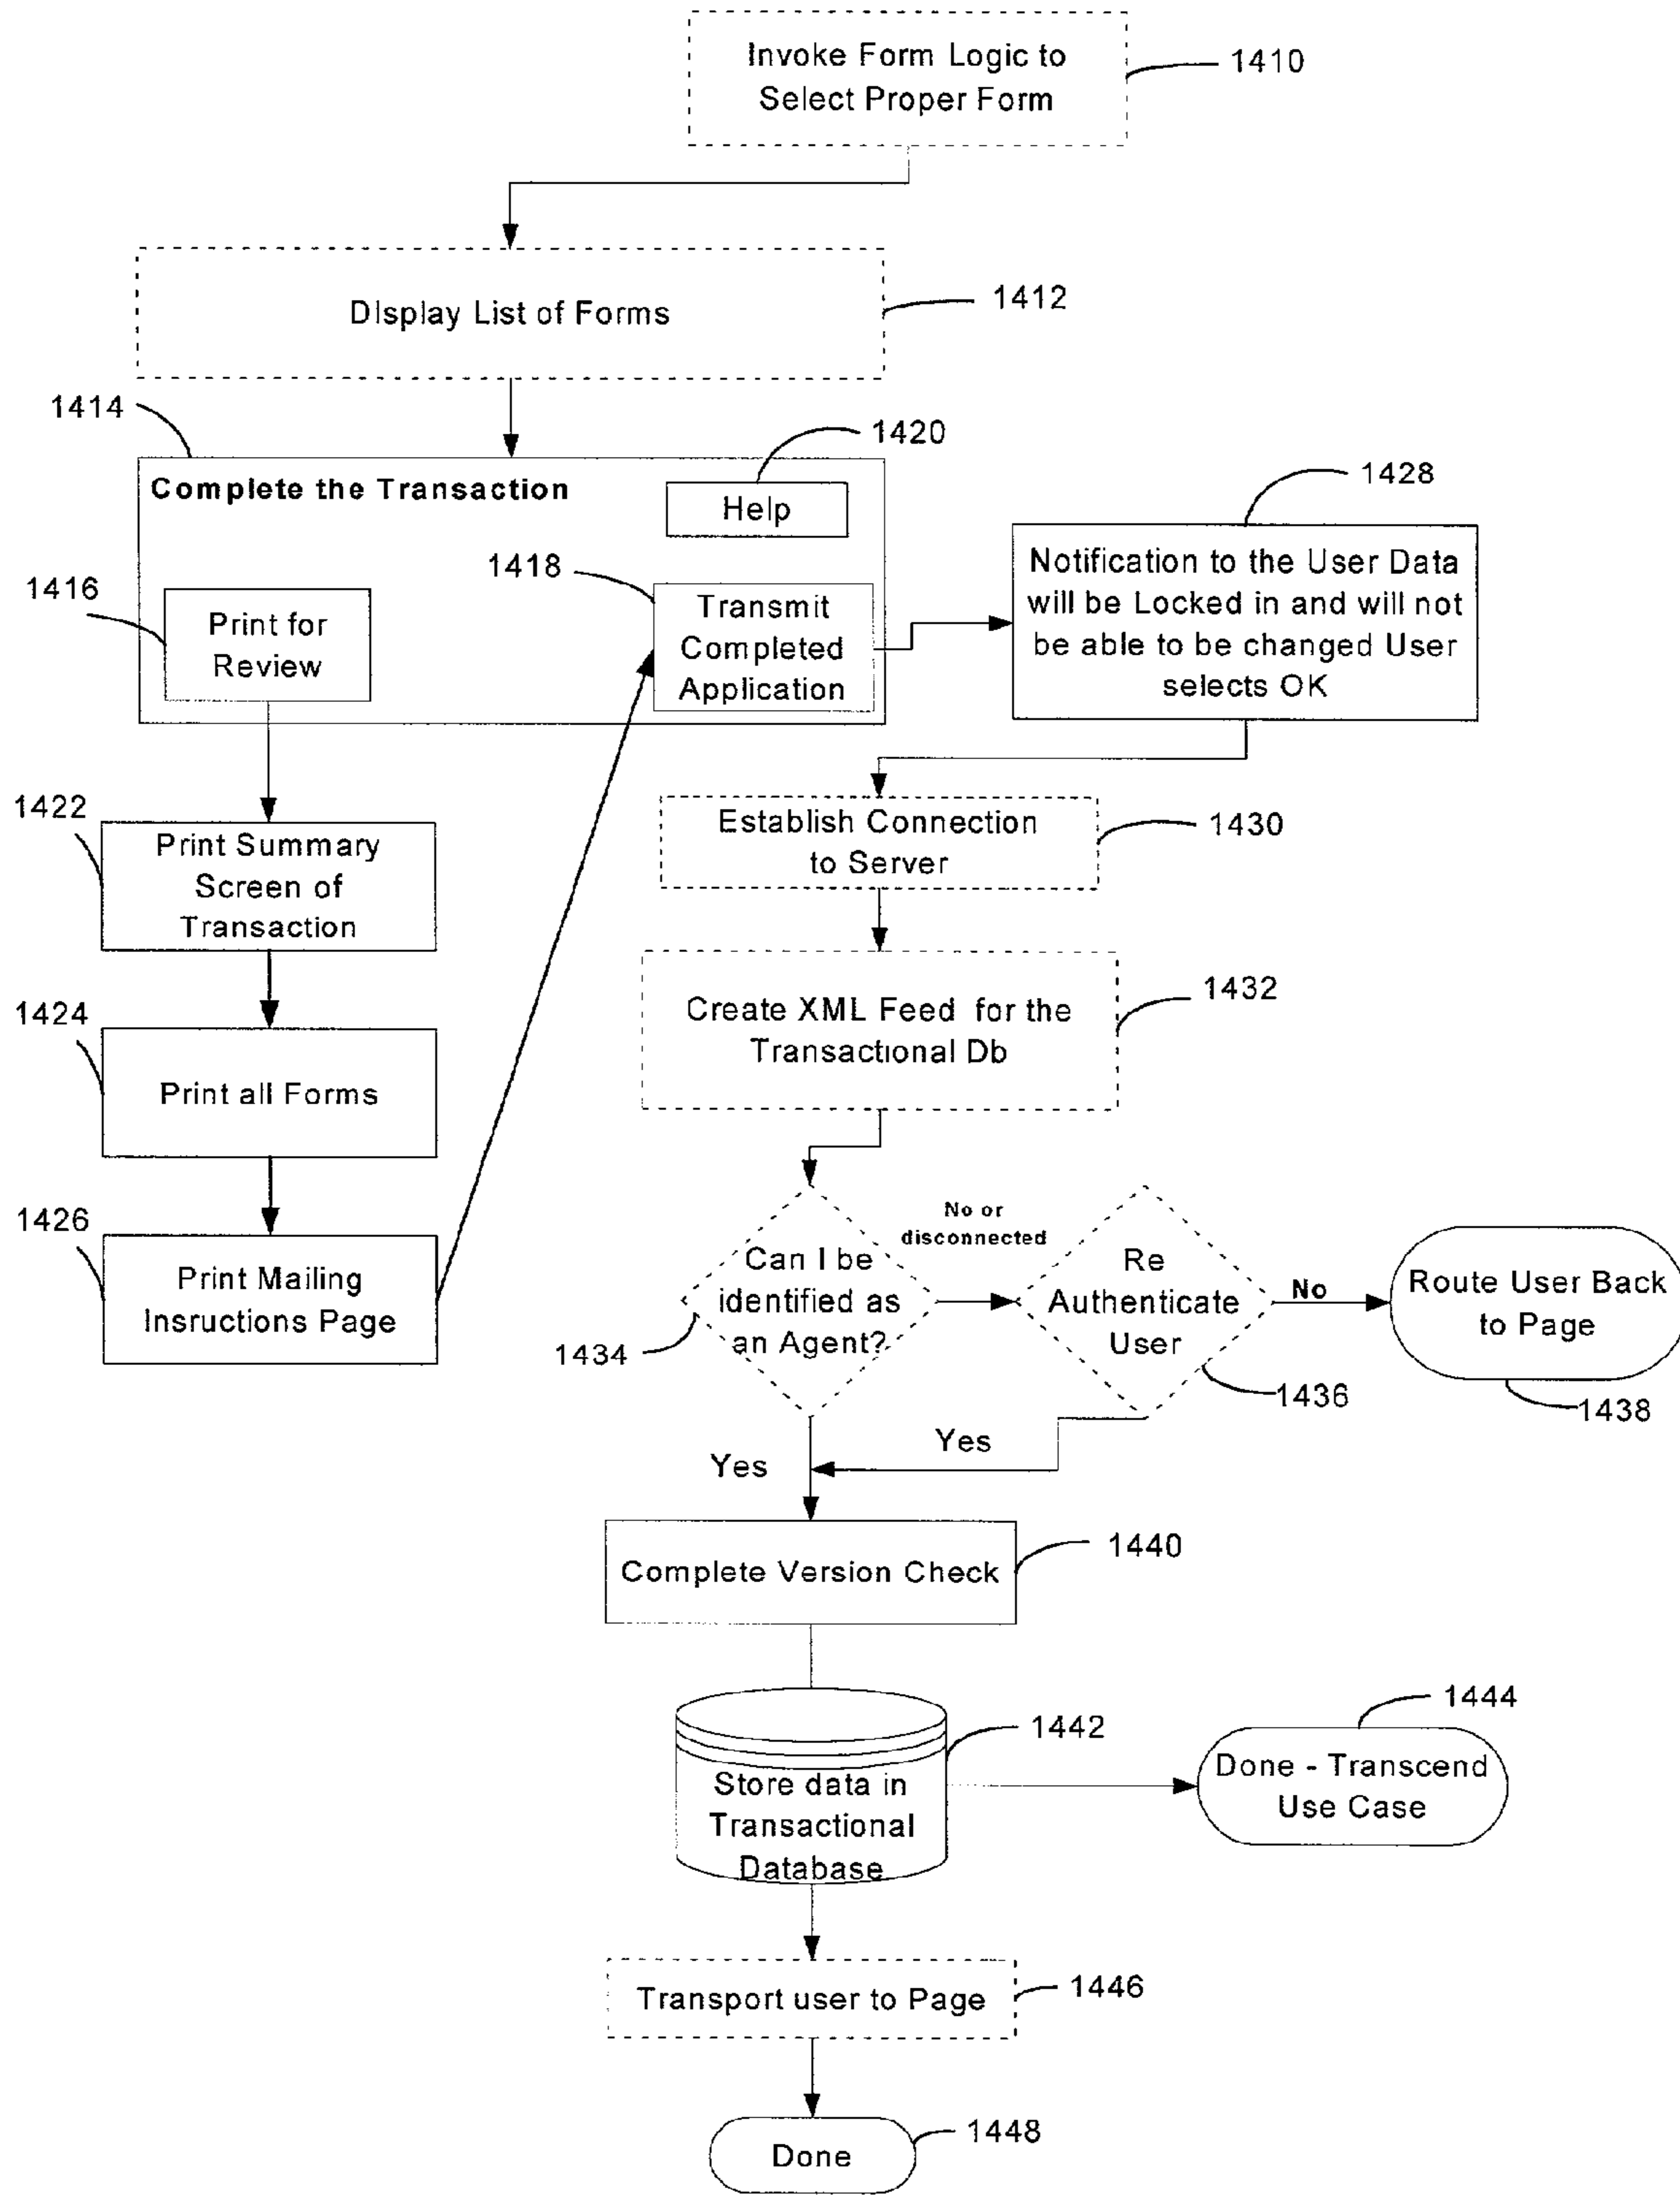 Invoke Form Logic to
Select Proper Form
1410
DIsplay List of Forms
1412
1414
Complete the Transaction
1420
Help
1428
Notification to the User Data
will be Locked in and will not
be able to be changed User
selects OK
1416
Print for
Review
1418
Transmit
Completed
Application
1422
Print Summary
Screen of
Transaction
Establish Connection
to Server
1430
1424
Print all Forms
Create XML Feed for the
Transactional Db
1432
1426
Print Mailing
Insructions Page
Can I be
identified as
an Agent?
1434
No or
disconnected
Re
Authenticate
User
1436
No
Route User Back
to Page
1438
Yes
Yes
Complete Version Check
1440
Store data in
Transactional
Database
1442
1444
Done - Transcend
Use Case
Transport user to Page
1446
Done
1448